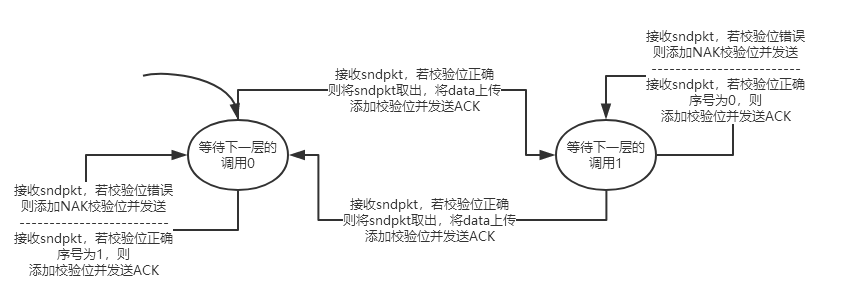 接收sndpkt，若校验位错误
则添加NAK校验位并发送
接收sndpkt，若校验位正确
序号为0，则
添加校验位并发送ACK
接收sndpkt，若校验位正确
则将sndpkt取出，将data上传
添加校验位并发送ACK
等待下一层的
调用0
等待下一层的
调用1
接收sndpkt，若校验位错误
则添加NAK校验位并发送
接收sndpkt，若校验位正确
序号为1，则
添加校验位并发送ACK
接收sndpkt，若校验位正确
则将sndpkt取出，将data上传
添加校验位并发送ACK